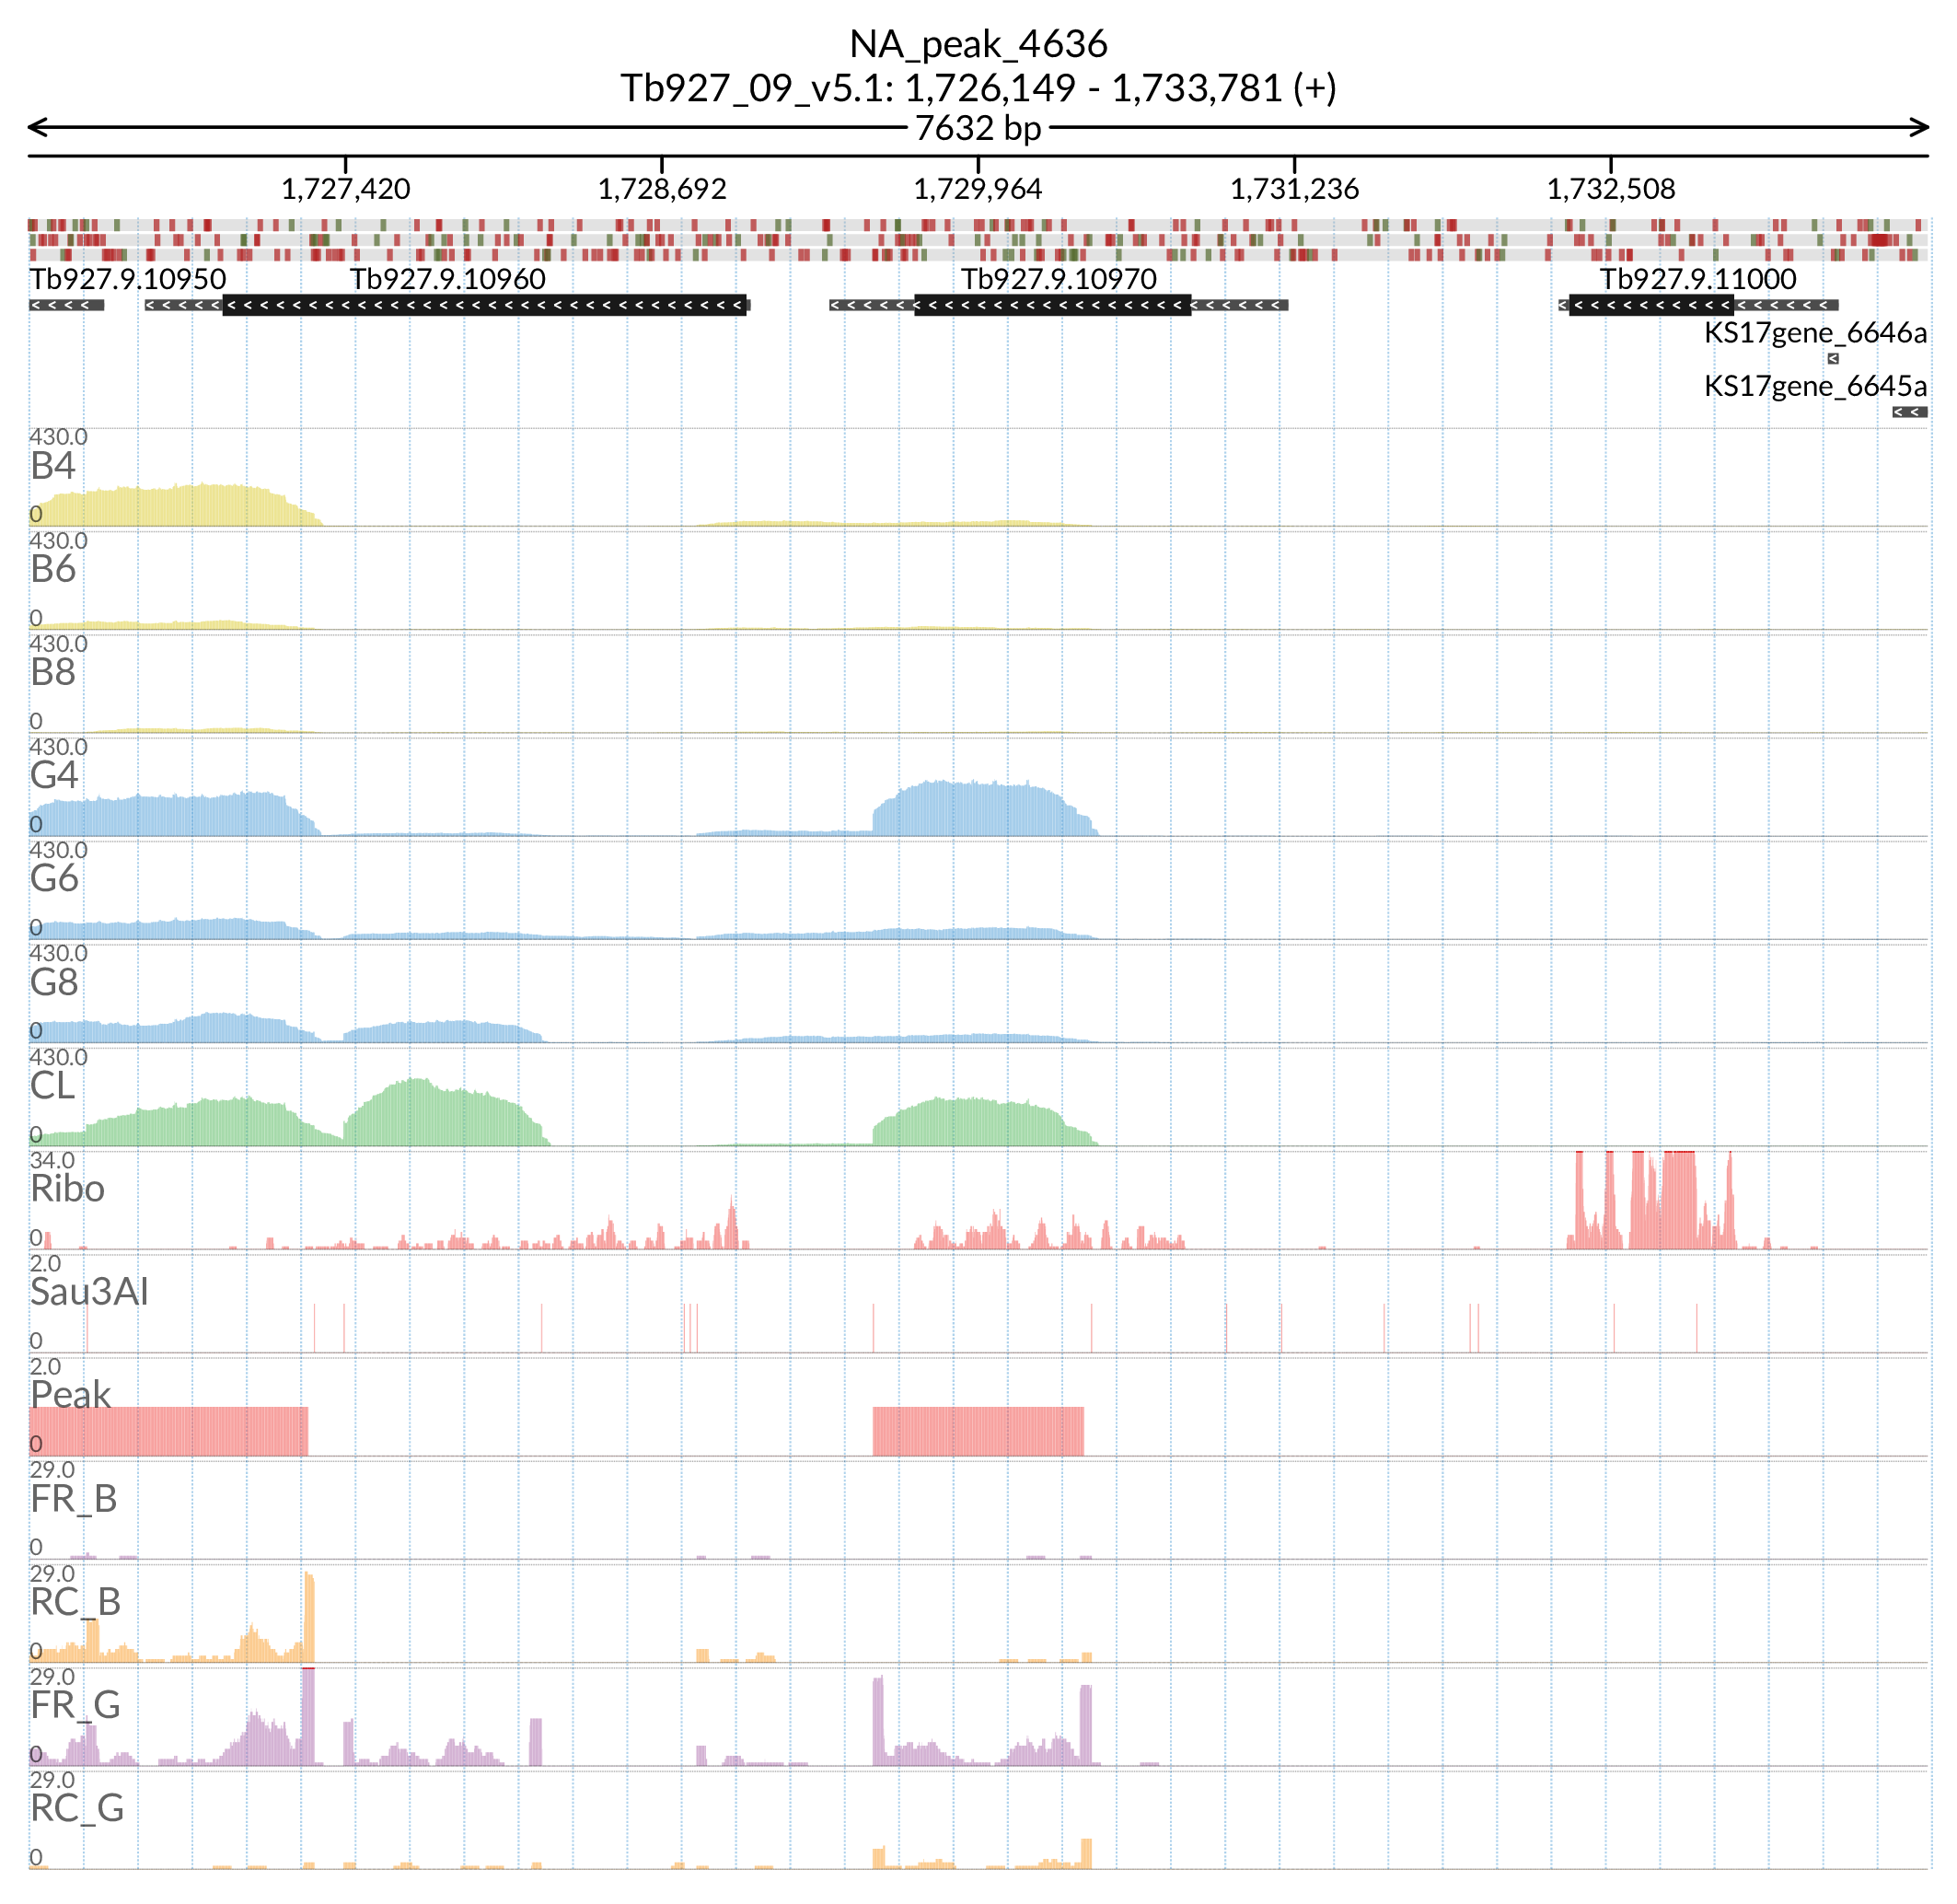 NA_peak_4636
Tb927_09_v5.1: 1,726,149 - 1,733,781 (+)
7632 bp
1,727,420 1,728,692 1,729,964 1,731,236 1,732,508
Tb927.9.10950 Tb927.9.10960 Tb927.9.10970 Tb927.9.11000
KS17gene_6646a
KS17gene_6645a
430.0
B4
0
430.0
B6
0
430.0
B8
0
430.0
G4
0
430.0
G6
0
430.0
G8
0
430.0
CL
0
34.0
Ribo
0
2.0
Sau3AI
0
2.0
Peak
0
29.0
FR_B
0
29.0
RC_B
0
29.0
FR_G
0
29.0
RC_G
0